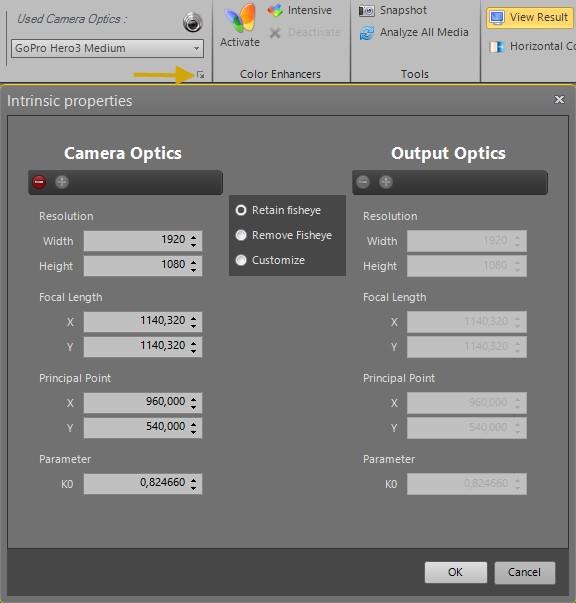 Used Camera Optics :
GoPro Hero3 Medium
Activate
Intensive
Deactivate
Color Enhancers
Snapshot
Analyze All Media
Tools
View Result
Horizontal Co
Intrinsic properties
Camera Optics
Output Optics
Retain fisheye
Remove Fisheye
Customize
Resolution
Width 1920
Height 1080
Focal Length
X 1140,320
Y 1140,320
Principal Point
X 960,000
Y 540,000
Parameter
K0 0,824660
Resolution
Width 1920
Height 1080
Focal Length
X 1140,320
Y 1140,320
Principal Point
X 960,000
Y 540,000
Parameter
K0 0,824660
OK
Cancel